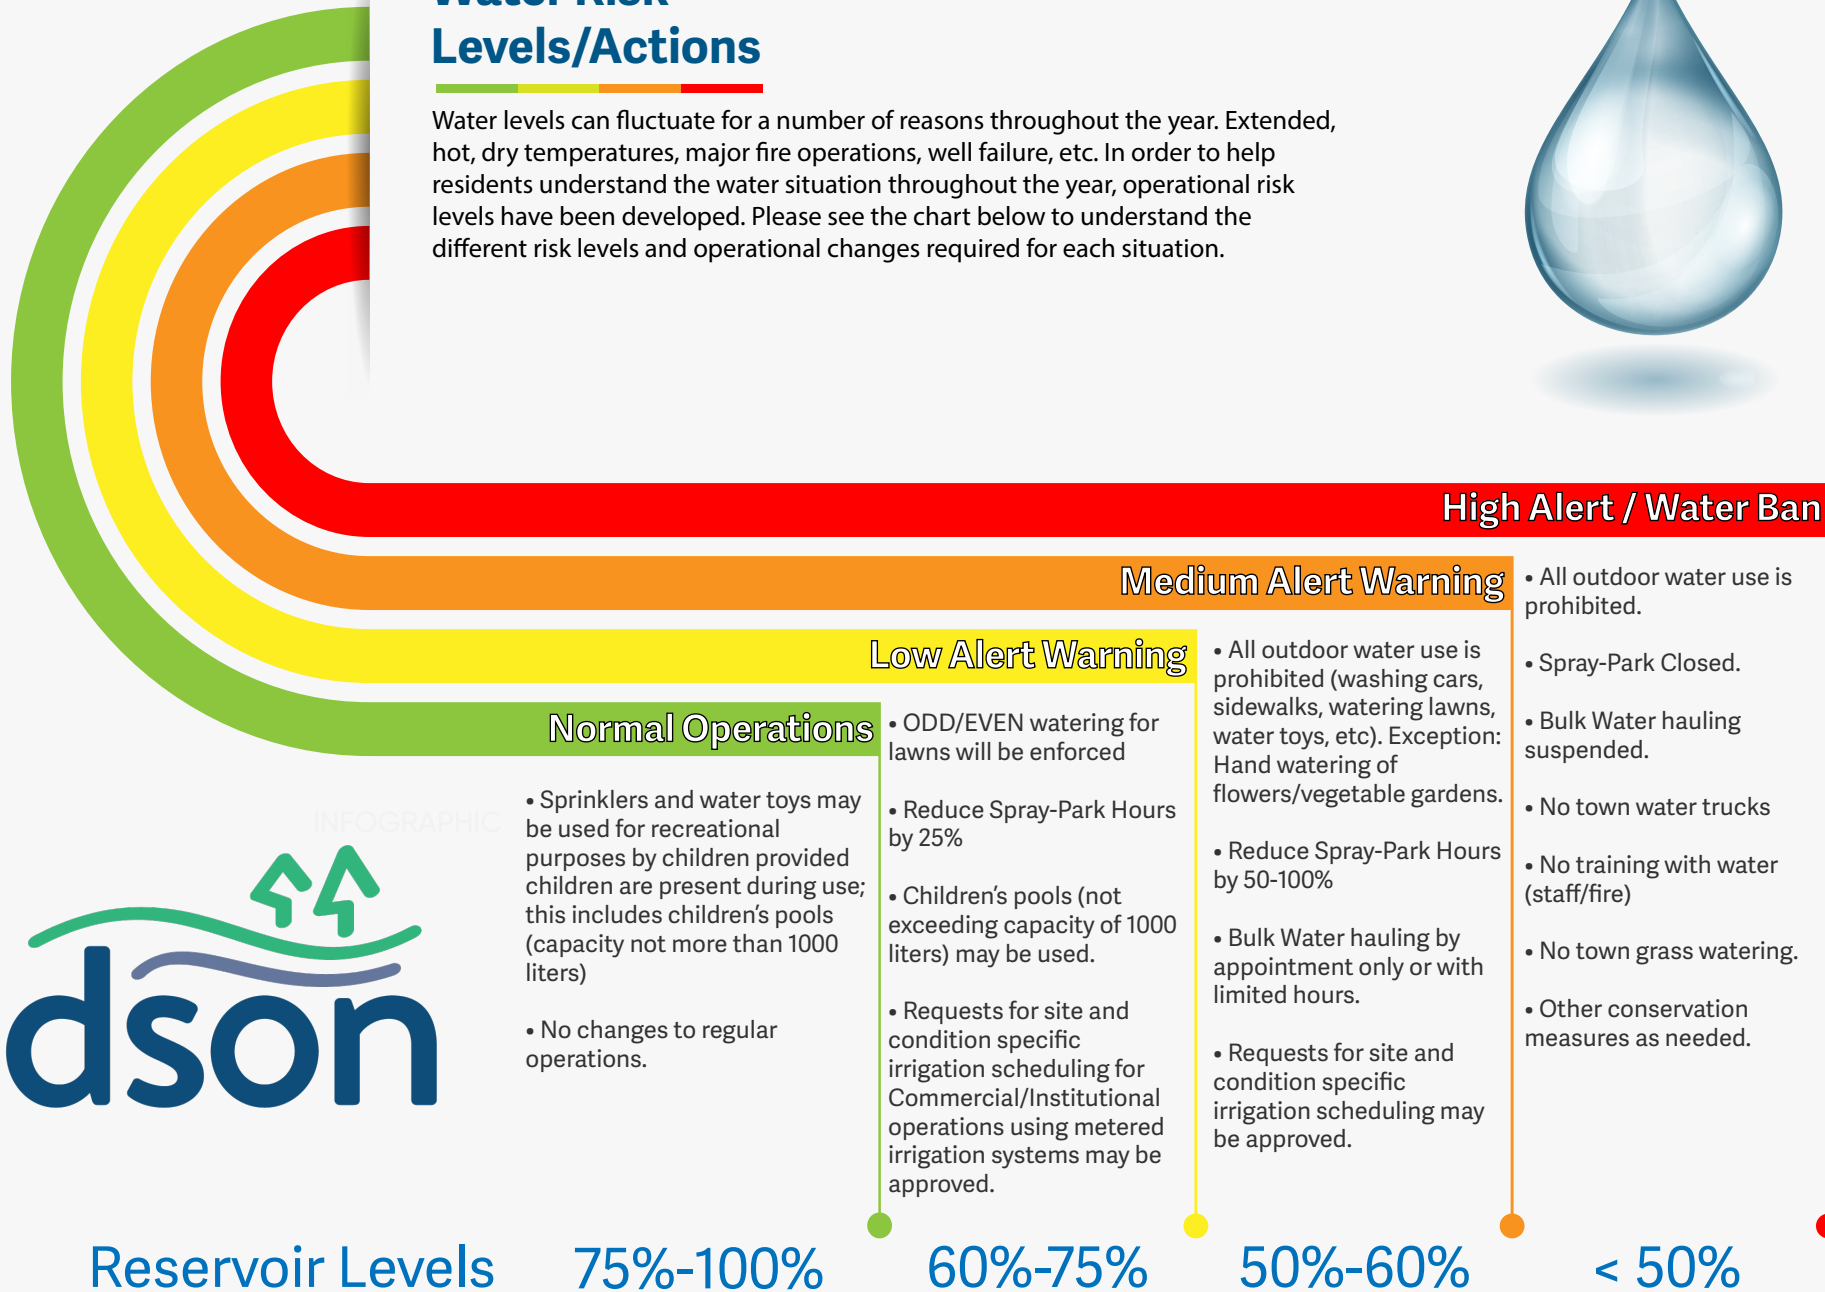 Water Risk
Levels/Actions
Water levels can fluctuate for a number of reasons throughout the year. Extended,
hot, dry temperatures, major fire operations, well failure, etc. In order to help
residents understand the water situation throughout the year, operational risk
levels have been developed. Please see the chart below to understand the
different risk levels and operational changes required for each situation.
High Alert / Water Ban
Medium Alert Warning
Low Alert Warning
Normal Operations
• Sprinklers and water toys may
be used for recreational
purposes by children provided
children are present during use;
this includes children's pools
(capacity not more than 1000
liters)
• No changes to regular
operations.
• ODD/EVEN watering for
lawns will be enforced
• Reduce Spray-Park Hours
by 25%
• Children's pools (not
exceeding capacity of 1000
liters) may be used.
• Requests for site and
condition specific
irrigation scheduling for
Commercial/Institutional
operations using metered
irrigation systems may be
approved.
• All outdoor water use is
prohibited (washing cars,
sidewalks, watering lawns,
water toys, etc). Exception:
Hand watering of
flowers/vegetable gardens.
• Reduce Spray-Park Hours
by 50-100%
• Bulk Water hauling by
appointment only or with
limited hours.
• Requests for site and
condition specific
irrigation scheduling may
be approved.
• All outdoor water use is
prohibited.
• Spray-Park Closed.
• Bulk Water hauling
suspended.
• No town water trucks
• No training with water
(staff/fire)
• No town grass watering.
• Other conservation
measures as needed.
INFOGRAPHIC
dson
Reservoir Levels 75%-100% 60%-75% 50%-60% < 50%